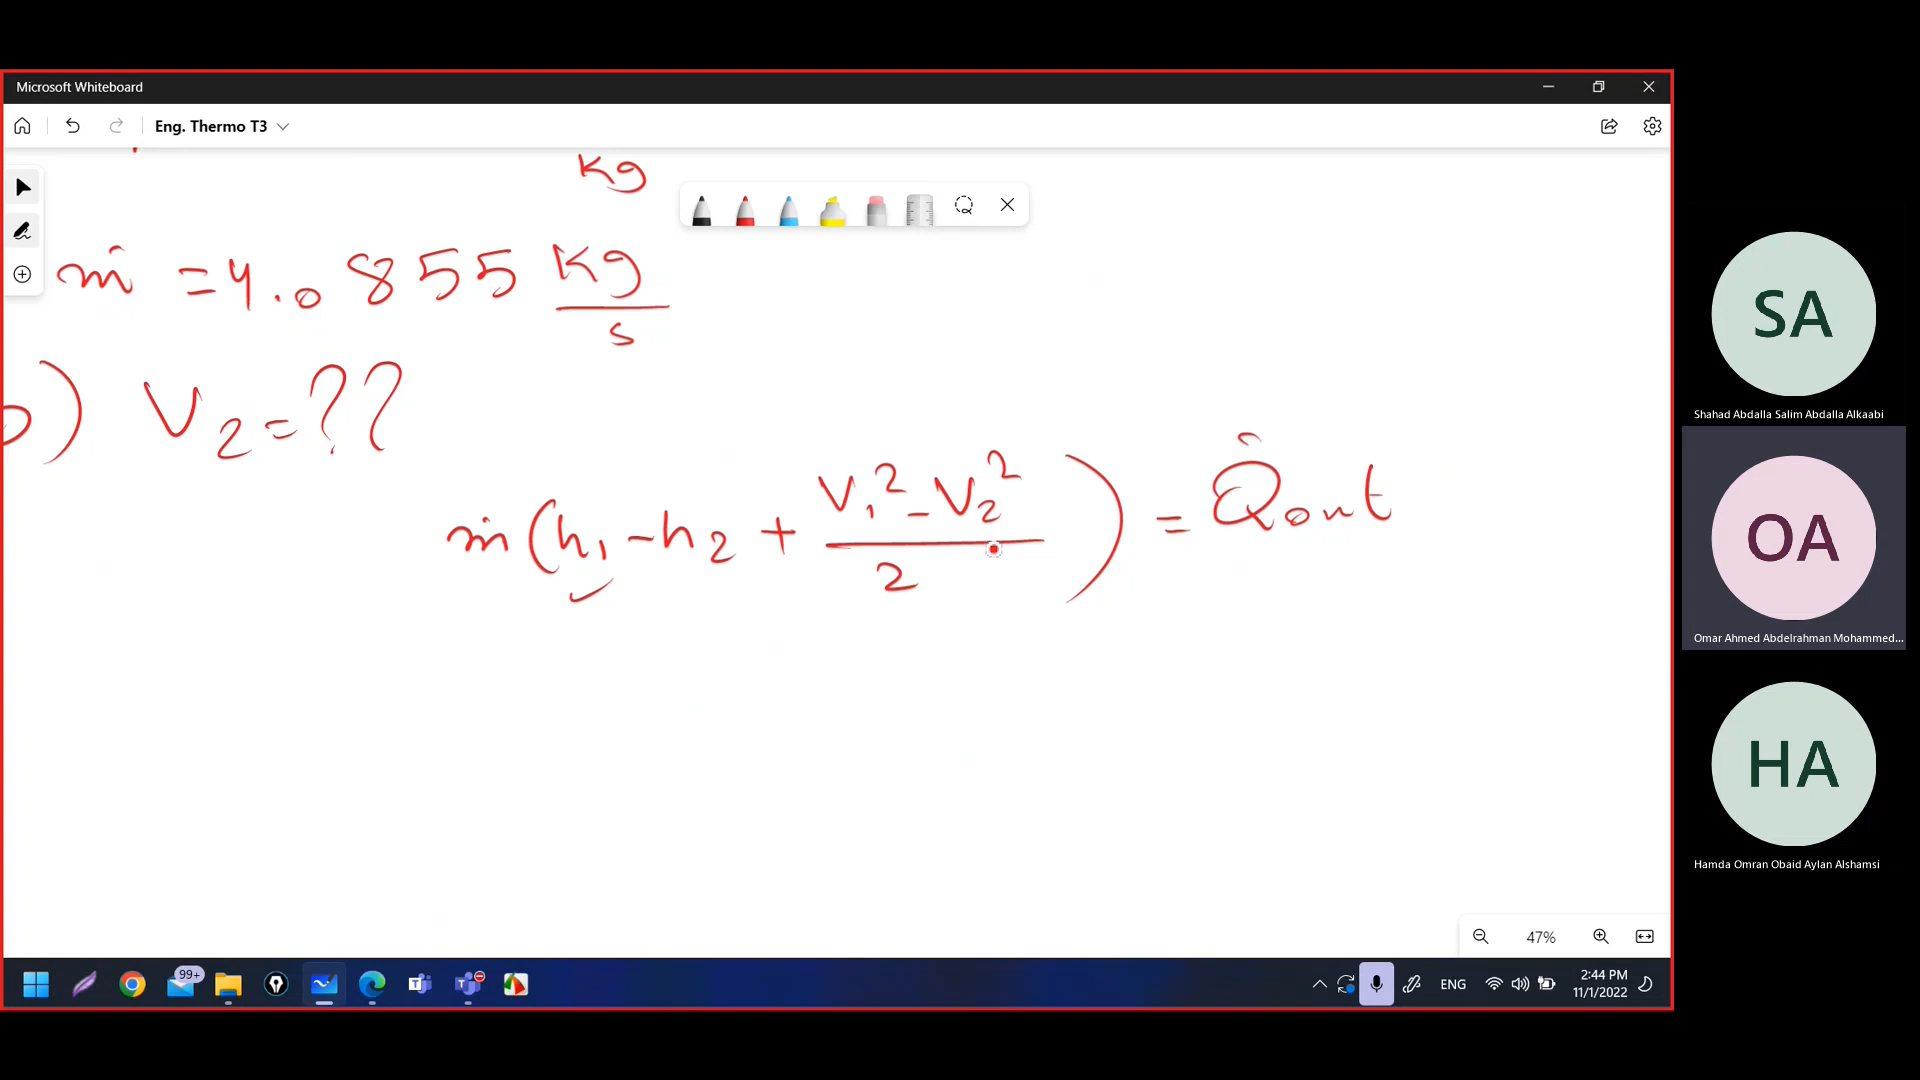 Microsoft Whiteboard
Eng. Thermo T3
Kg
ṁ = 4.0855 Kg/s
b) V2 = ??
ṁ(h1 - h2 + (V1² - V2²)/2) = Q̇out
47%
SA
Shahad Abdalla Salim Abdalla Alkaabi
OA
Omar Ahmed Abdelrahman Mohammed...
HA
Hamda Omran Obaid Aylan Alshamsi
99+
ENG
2:44 PM
11/1/2022